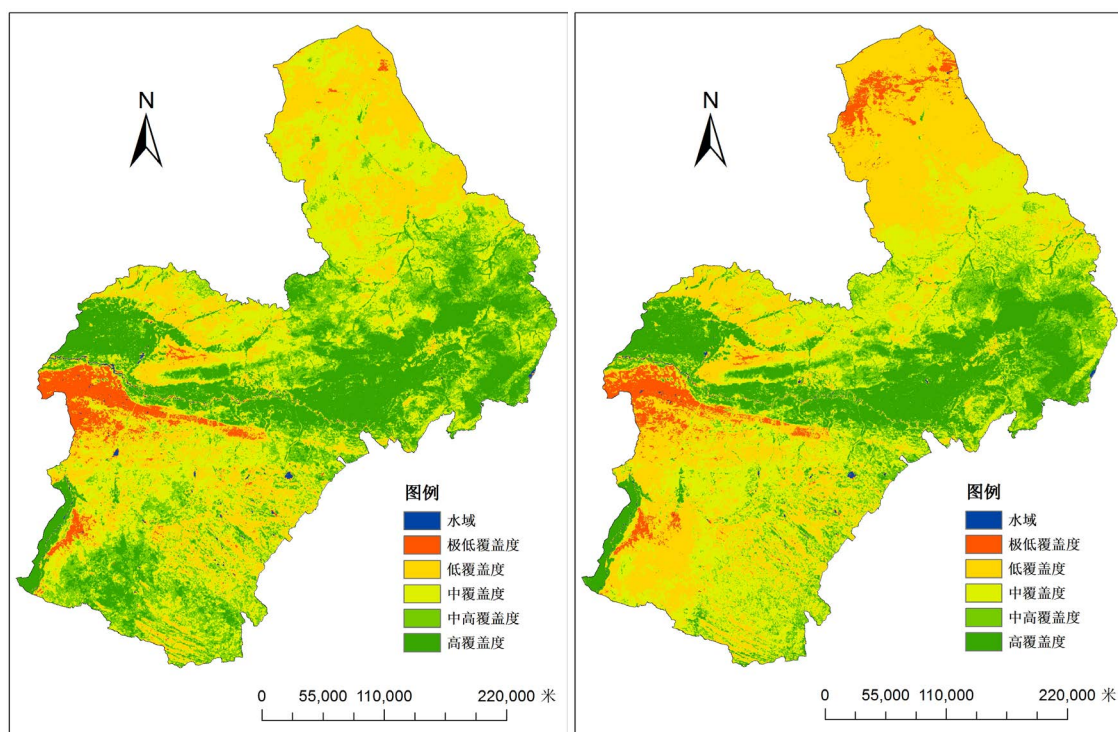 N
图例
水域
极低覆盖度
低覆盖度
中覆盖度
中高覆盖度
高覆盖度
0 55,000 110,000 220,000 米
N
图例
水域
极低覆盖度
低覆盖度
中覆盖度
中高覆盖度
高覆盖度
0 55,000 110,000 220,000 米